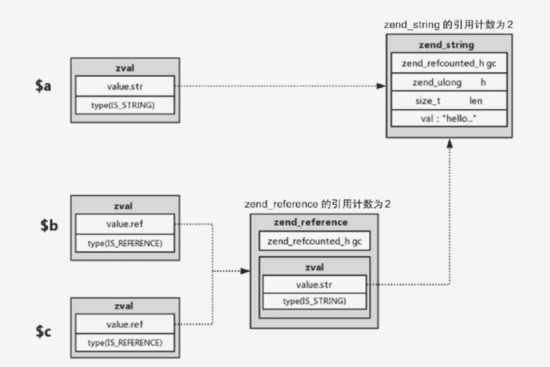 zend_string 的引用计数为2
zend_string
zend_refcounted_h gc
zend_ulong h
size_t len
val : "hello..."
$a
zval
value.str
type(IS_STRING)
zend_reference 的引用计数为2
$b
zval
value.ref
type(IS_REFERENCE)
zend_reference
zend_refcounted_h gc
zval
value.str
type(IS_STRING)
$c
zval
value.ref
type(IS_REFERENCE)